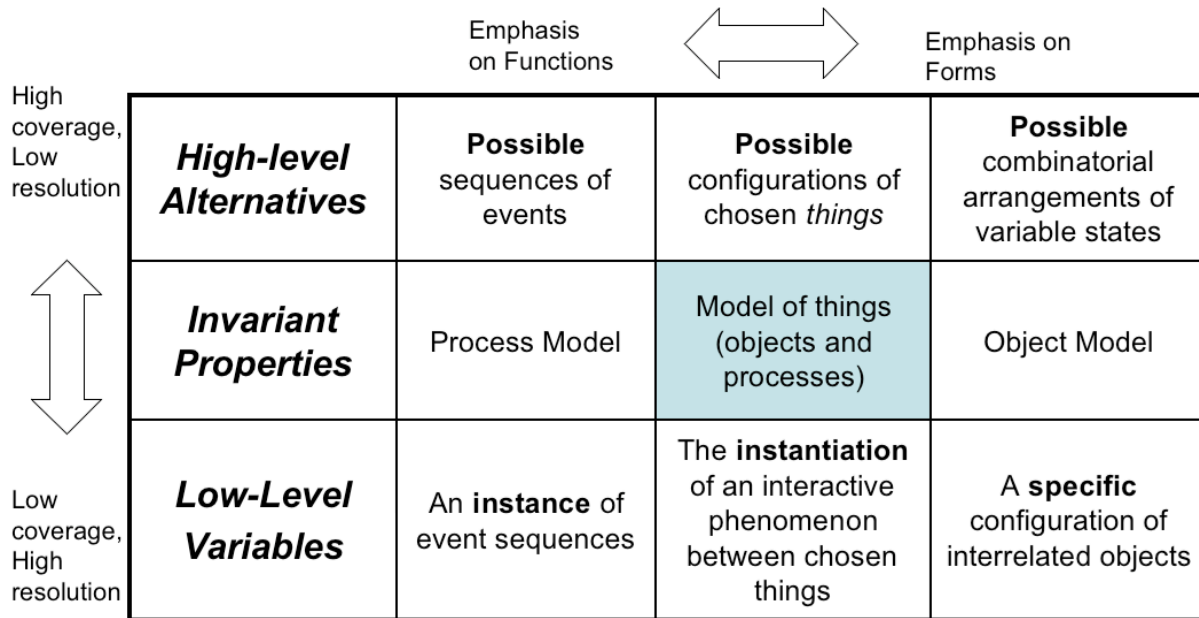 Emphasis
on Functions
Emphasis on
Forms
High
coverage,
Low
resolution
High-level
Alternatives
Possible
sequences of
events
Possible
configurations of
chosen things
Possible
combinatorial
arrangements of
variable states
Invariant
Properties
Process Model
Model of things
(objects and
processes)
Object Model
Low
coverage,
High
resolution
Low-Level
Variables
An instance of
event sequences
The instantiation
of an interactive
phenomenon
between chosen
things
A specific
configuration of
interrelated objects